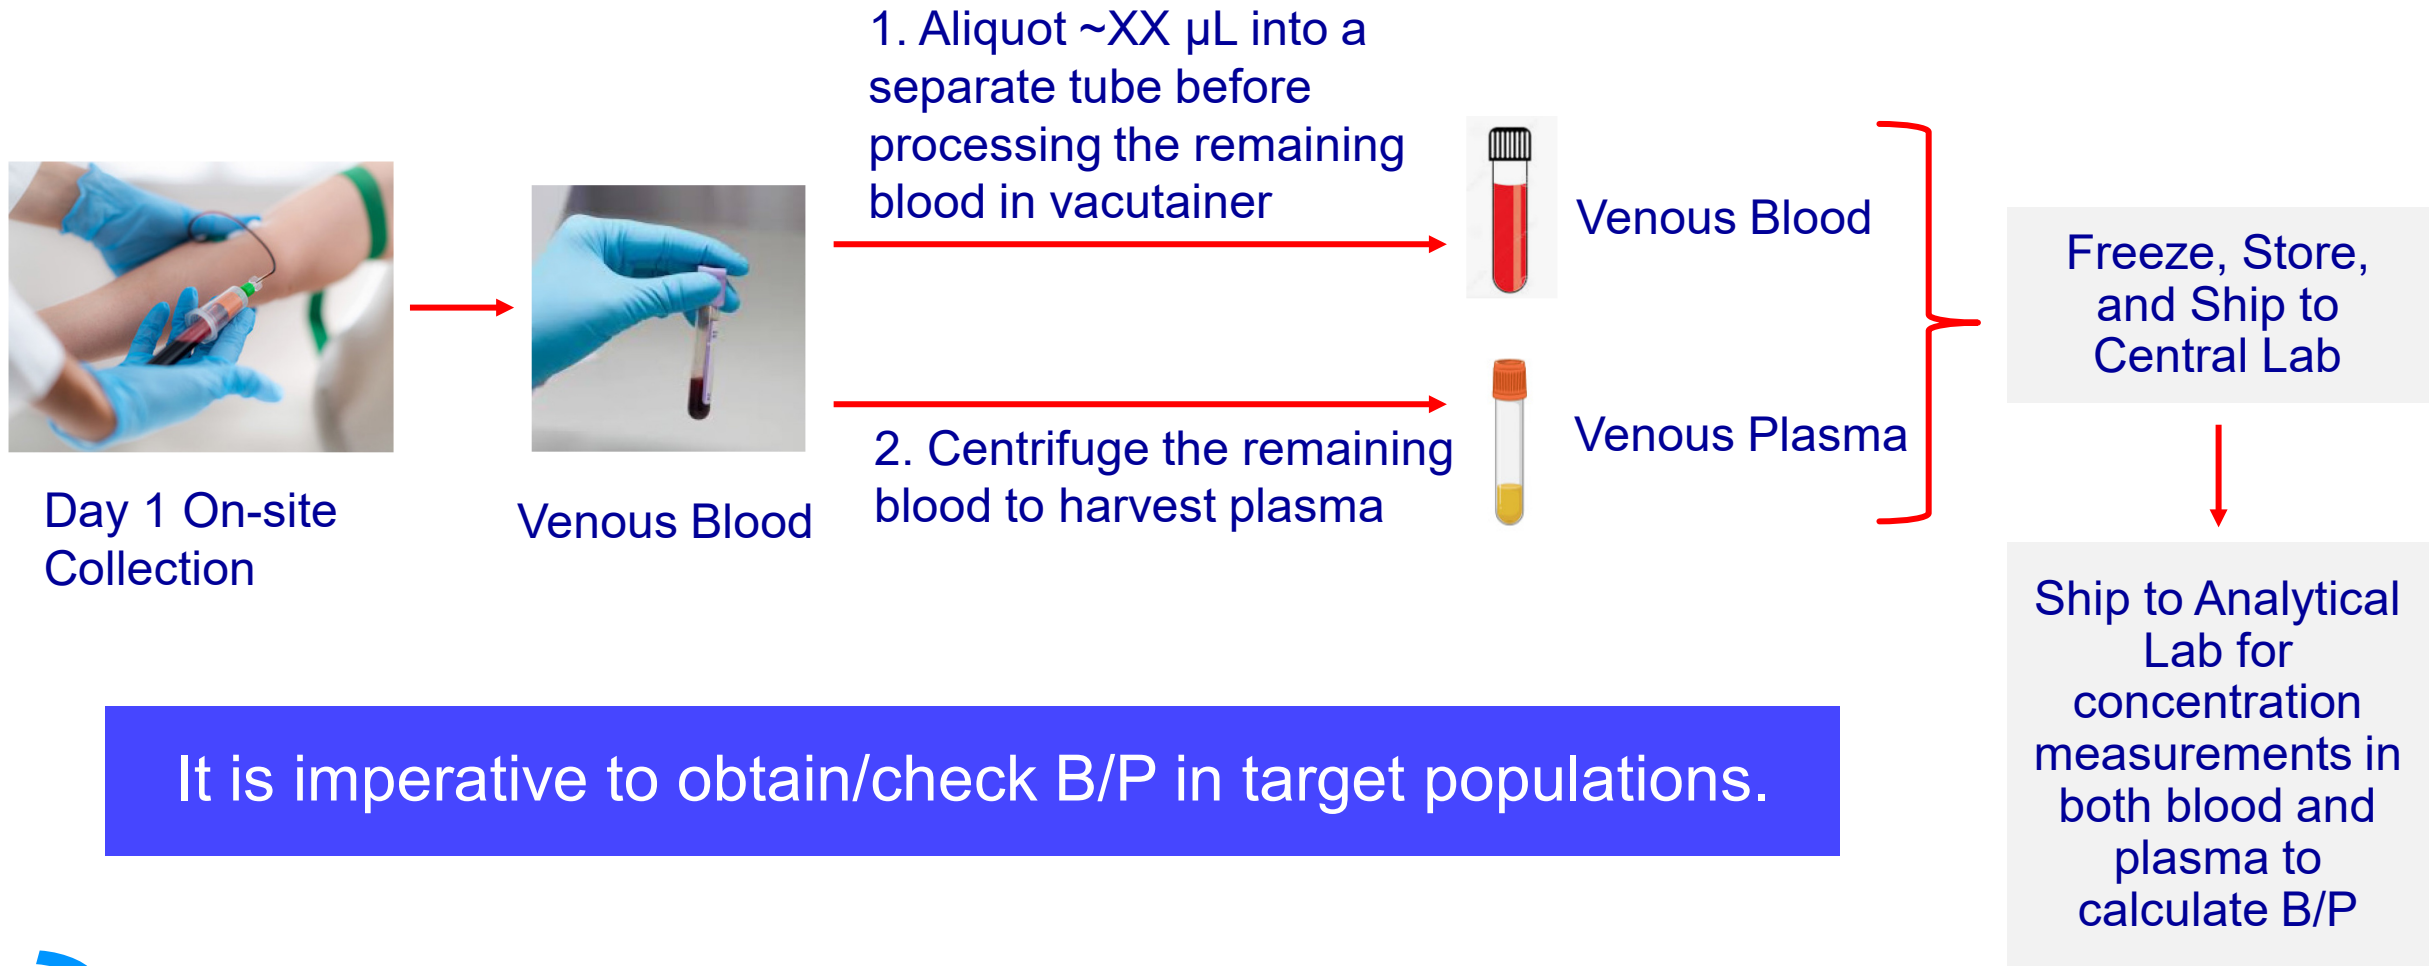 1. Aliquot ~XX µL into a
separate tube before
processing the remaining
blood in vacutainer
Day 1 On-site
Collection
Venous Blood
2. Centrifuge the remaining
blood to harvest plasma
Venous Blood
Venous Plasma
Freeze, Store,
and Ship to
Central Lab
Ship to Analytical
Lab for
concentration
measurements in
both blood and
plasma to
calculate B/P
It is imperative to obtain/check B/P in target populations.